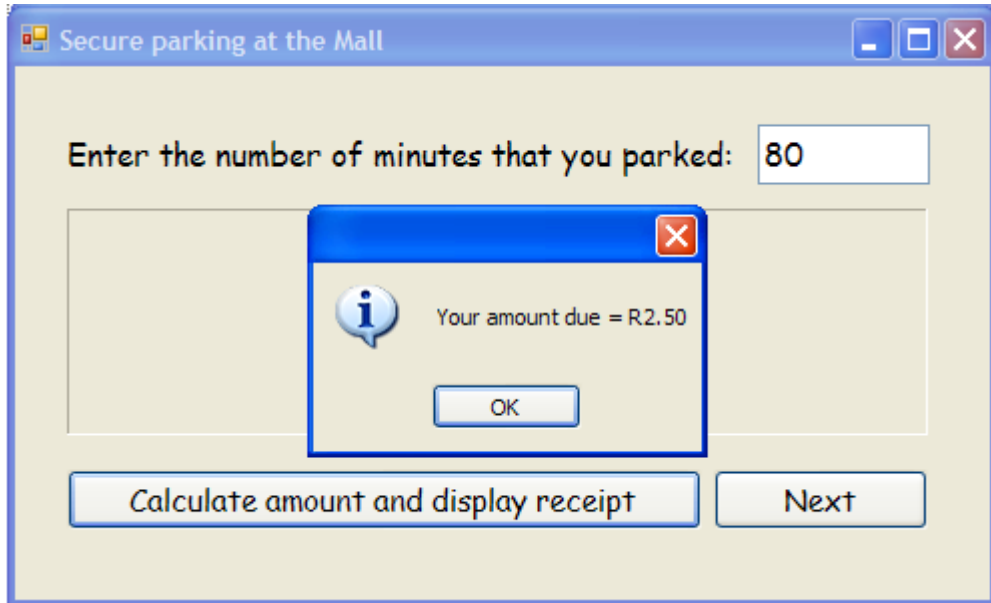 Secure parking at the Mall
Enter the number of minutes that you parked: 80
Your amount due = R2.50
OK
Calculate amount and display receipt
Next